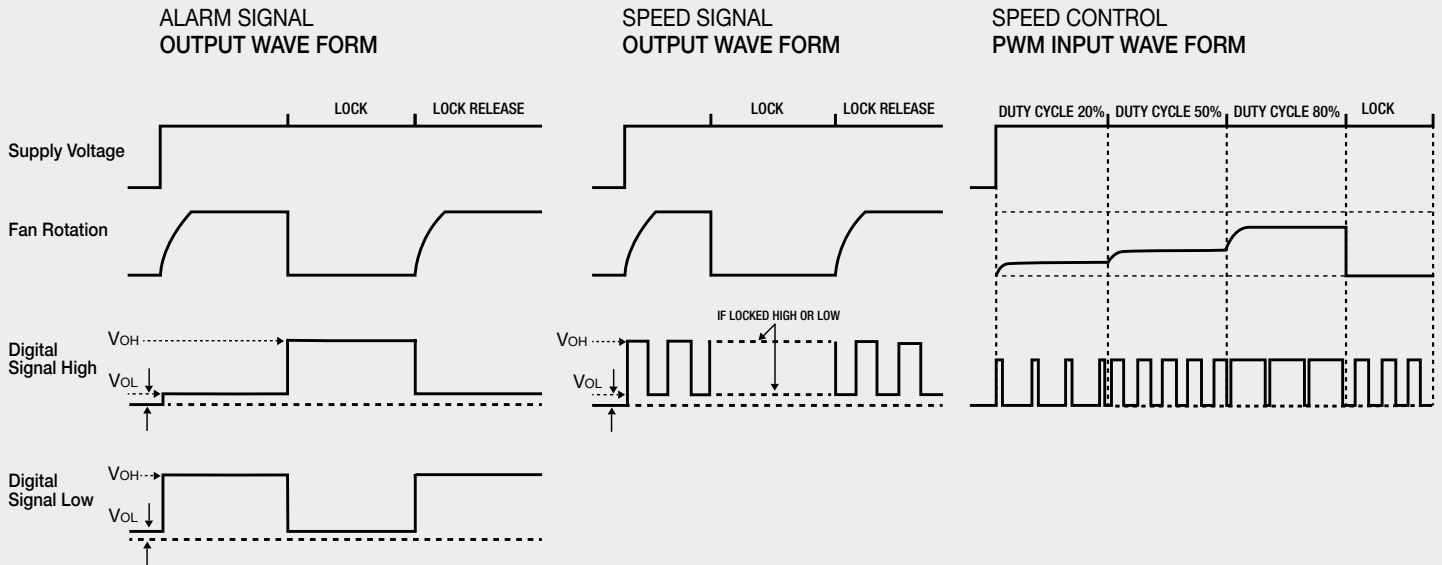 ALARM SIGNAL
OUTPUT WAVE FORM
SPEED SIGNAL
OUTPUT WAVE FORM
SPEED CONTROL
PWM INPUT WAVE FORM
LOCK
LOCK RELEASE
LOCK
LOCK RELEASE
DUTY CYCLE 20%
DUTY CYCLE 50%
DUTY CYCLE 80%
LOCK
Supply Voltage
Fan Rotation
IF LOCKED HIGH OR LOW
Digital
Signal High
VOH
VOL
VOH
VOL
Digital
Signal Low
VOH
VOL